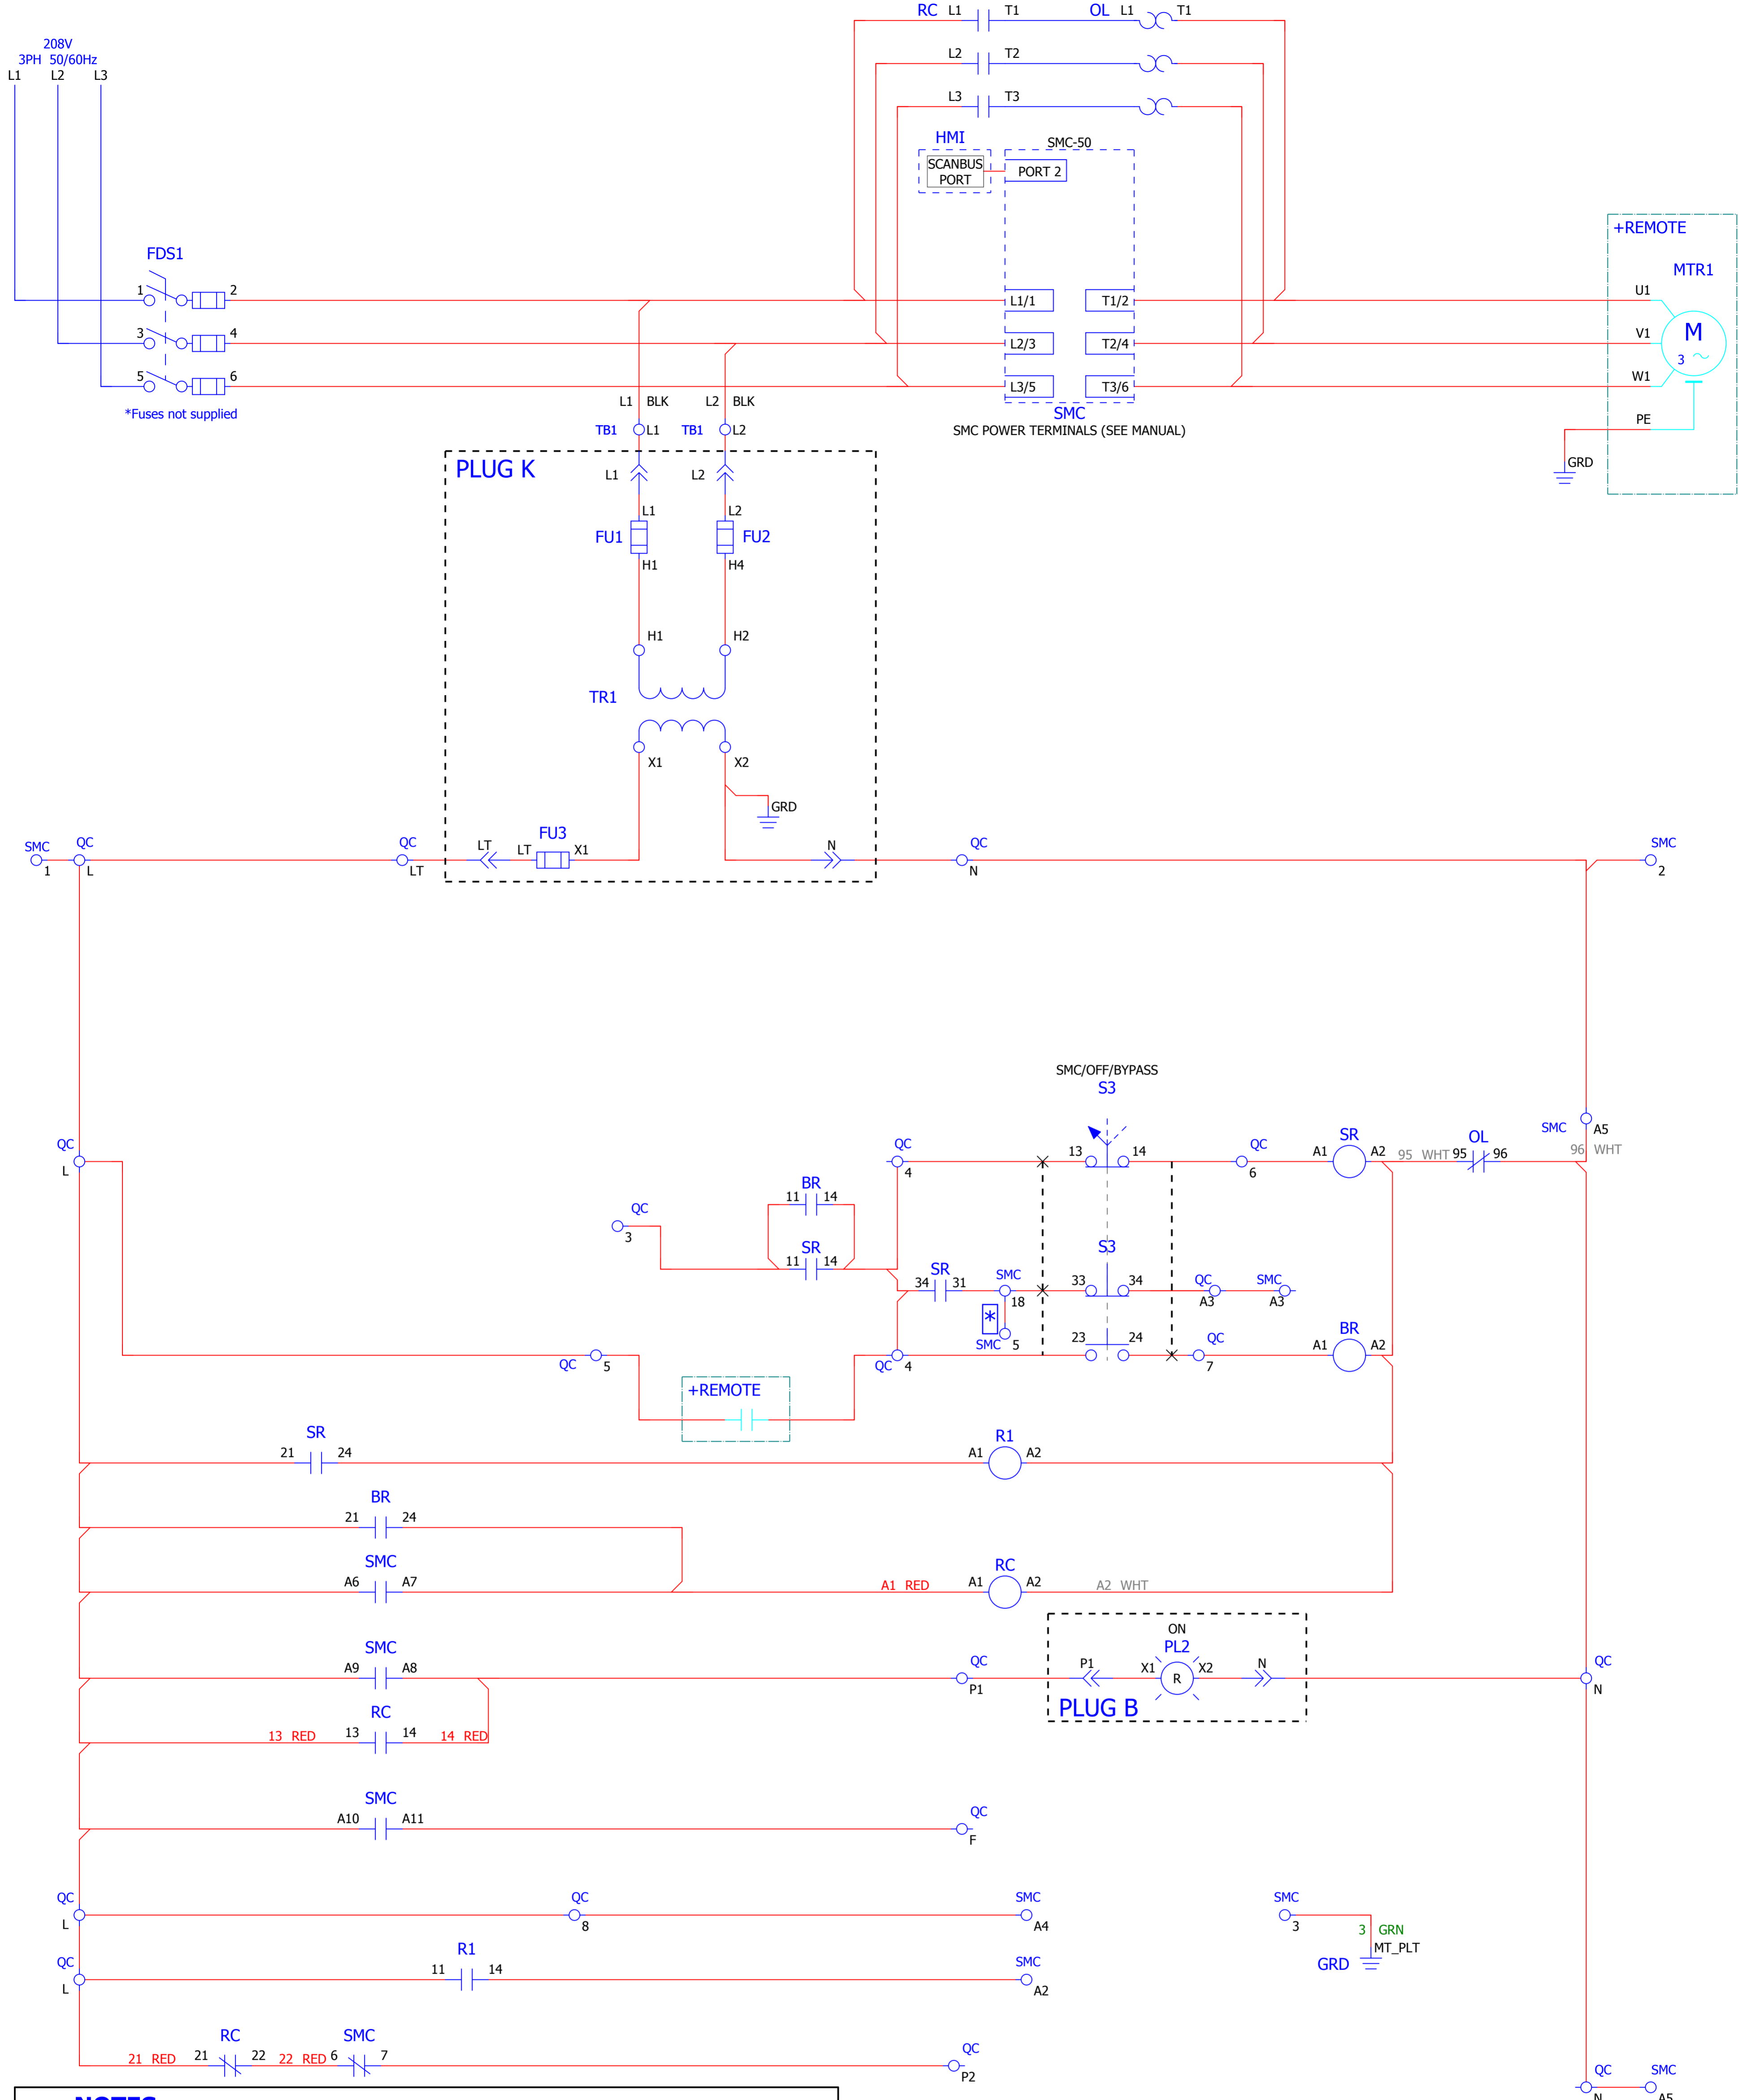 RC L1 T1 OL L1 T1
208V
3PH 50/60Hz
L1 L2 L3
L2 T2
L3 T3
HMI
SMC-50
SCANBUS
PORT
PORT 2
+REMOTE
MTR1
FDS1
1 2
L1/1 T1/2
U1
3 4
L2/3 T2/4
V1
M
3
5 6
L3/5 T3/6
W1
*Fuses not supplied
L1 BLK L2 BLK
SMC
SMC POWER TERMINALS (SEE MANUAL)
PE
GRD
TB1 L1 TB1 L2
PLUG K
L1 L2
L1 L2
FU1 FU2
H1 H4
H1 H2
TR1
X1 X2
GRD
SMC QC QC
LT LT FU3 X1
N
QC
SMC
1 L LT N 2
SMC/OFF/BYPASS
S3
SMC A5
QC
L
QC
4
13 14
QC
6
SR
A1 A2
95 WHT 95 OL 96
96 WHT
BR
11 14
QC
3
SR
11 14
S3
SR
34 31
SMC
18
33 34
QC
A3
SMC
A3
*
SMC 5
23 24
QC
7
BR
A1 A2
QC 5
QC 4
+REMOTE
SR
21 24
R1
A1 A2
BR
21 24
SMC
A6 A7
A1 RED
RC
A1 A2
A2 WHT
ON
PL2
SMC
A9 A8
QC
P1
P1 X1 R X2 N
QC
N
PLUG B
RC
13 RED 13 14 14 RED
SMC
A10 A11
QC
F
QC
L
QC
8
SMC
A4
SMC
3
3 GRN
MT_PLT
GRD
QC
L
R1
11 14
SMC
A2
RC SMC
21 RED 21 22 22 RED 6 7
QC
P2
QC SMC
N A5
NOTES